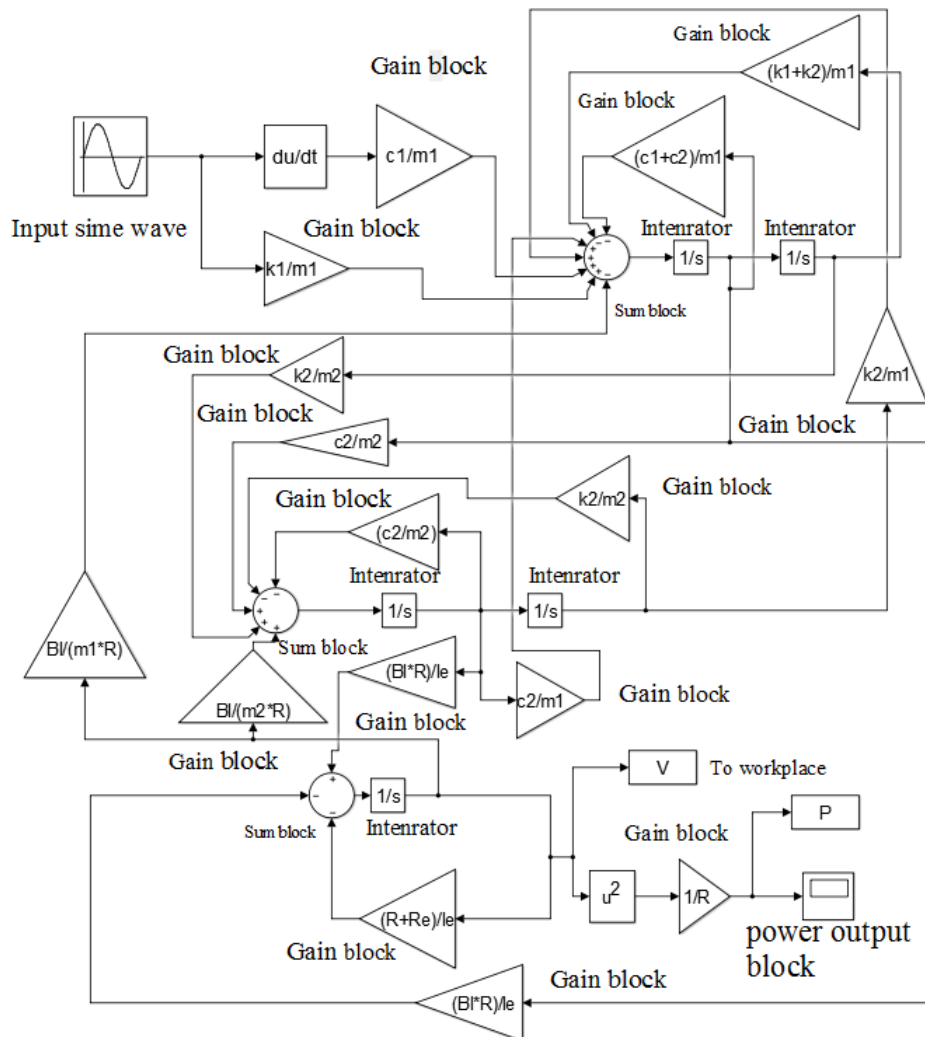 Gain block
(k1+k2)/m1
Gain block
Gain block
(c1+c2)/m1
du/dt
c1/m1
Input sime wave
Gain block
k1/m1
Intenrator
Intenrator
1/s
1/s
− − − + + + −
Sum block
Gain block
k2/m2
k2/m1
Gain block
c2/m2
Gain block
Gain block
k2/m2
Gain block
(c2/m2)
Intenrator
Intenrator
− − + + +
1/s
1/s
Sum block
Bl/(m1*R)
(Bl*R)/le
c2/m1
Gain block
Bl/(m2*R)
Gain block
Gain block
V
To workplace
+ − −
1/s
Sum block
Intenrator
Gain block
P
u²
1/R
(R+Re)/le
Gain block
power output
block
Gain block
(Bl*R)/le